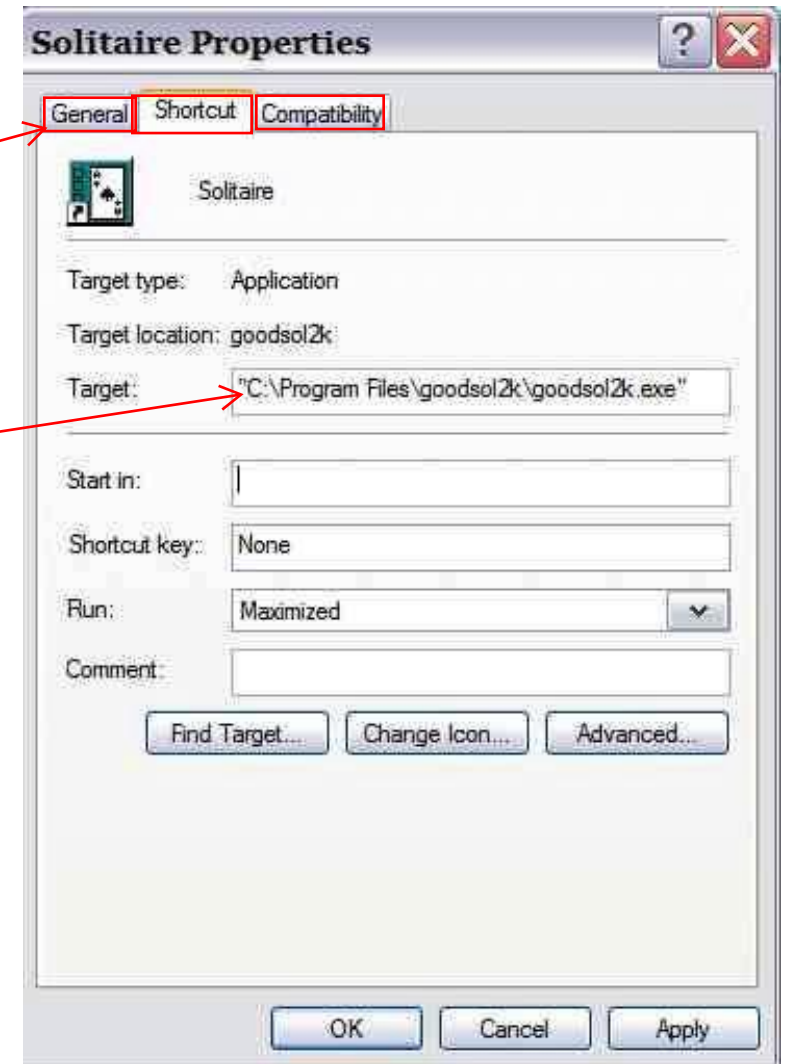 Solitaire Properties
?
General Shortcut Compatibility
Solitaire
Target type: Application
Target location: goodsol2k
Target: "C:\Program Files\goodsol2k\goodsol2k.exe"
Start in:
Shortcut key: None
Run: Maximized
Comment:
Find Target... Change Icon... Advanced...
OK Cancel Apply